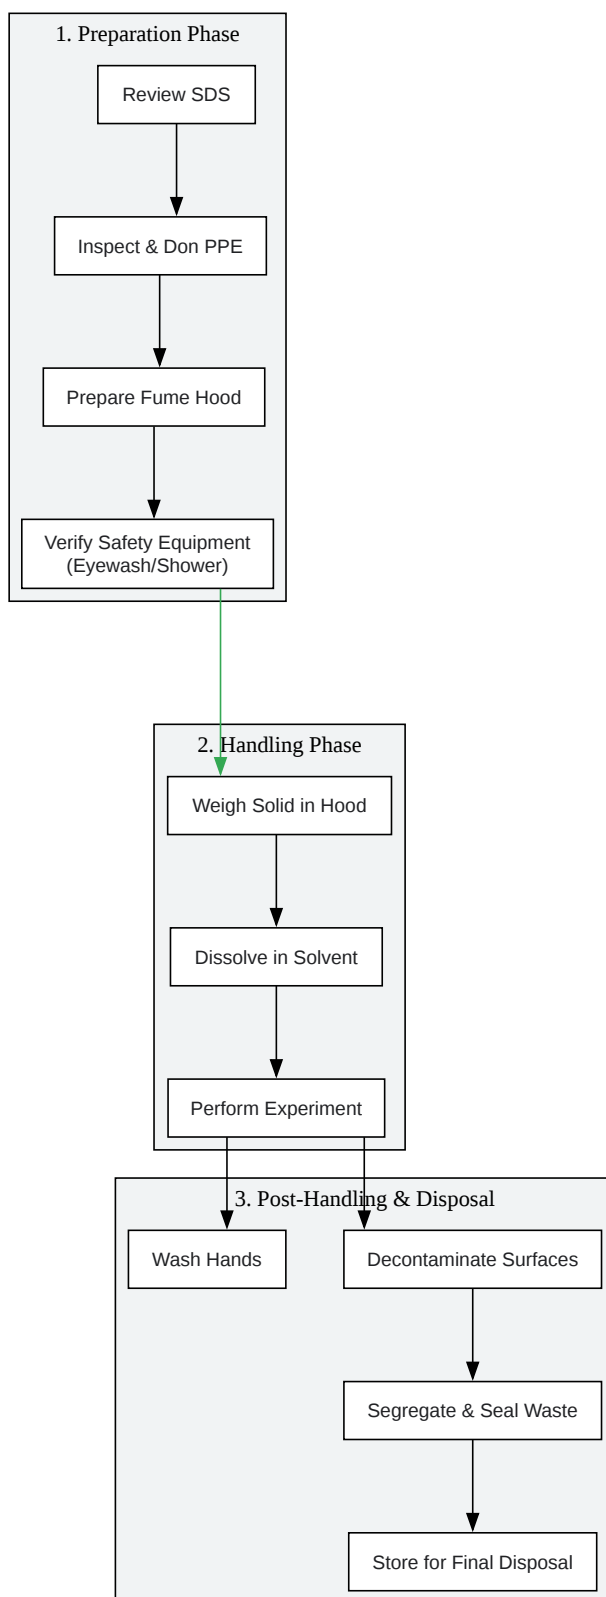 1. Preparation Phase
Review SDS
Inspect & Don PPE
Prepare Fume Hood
Verify Safety Equipment
(Eyewash/Shower)
2. Handling Phase
Weigh Solid in Hood
Dissolve in Solvent
Perform Experiment
3. Post-Handling & Disposal
Wash Hands
Decontaminate Surfaces
Segregate & Seal Waste
Store for Final Disposal